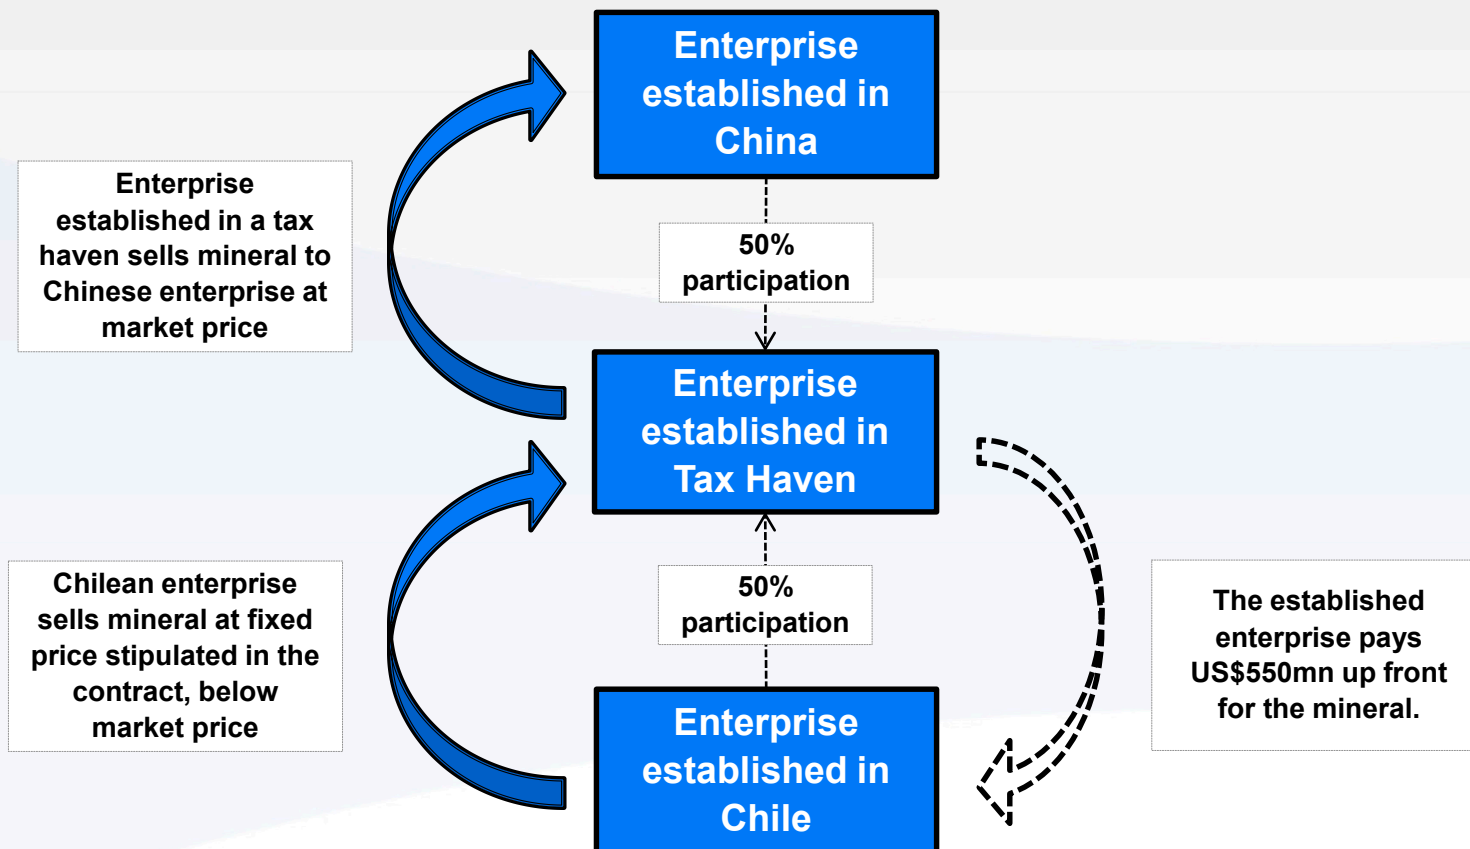 Enterprise
established in
China
Enterprise
established in a tax
haven sells mineral to
Chinese enterprise at
market price
50%
participation
Enterprise
established in
Tax Haven
Chilean enterprise
sells mineral at fixed
price stipulated in the
contract, below
market price
50%
participation
The established
enterprise pays
US$550mn up front
for the mineral.
Enterprise
established in
Chile